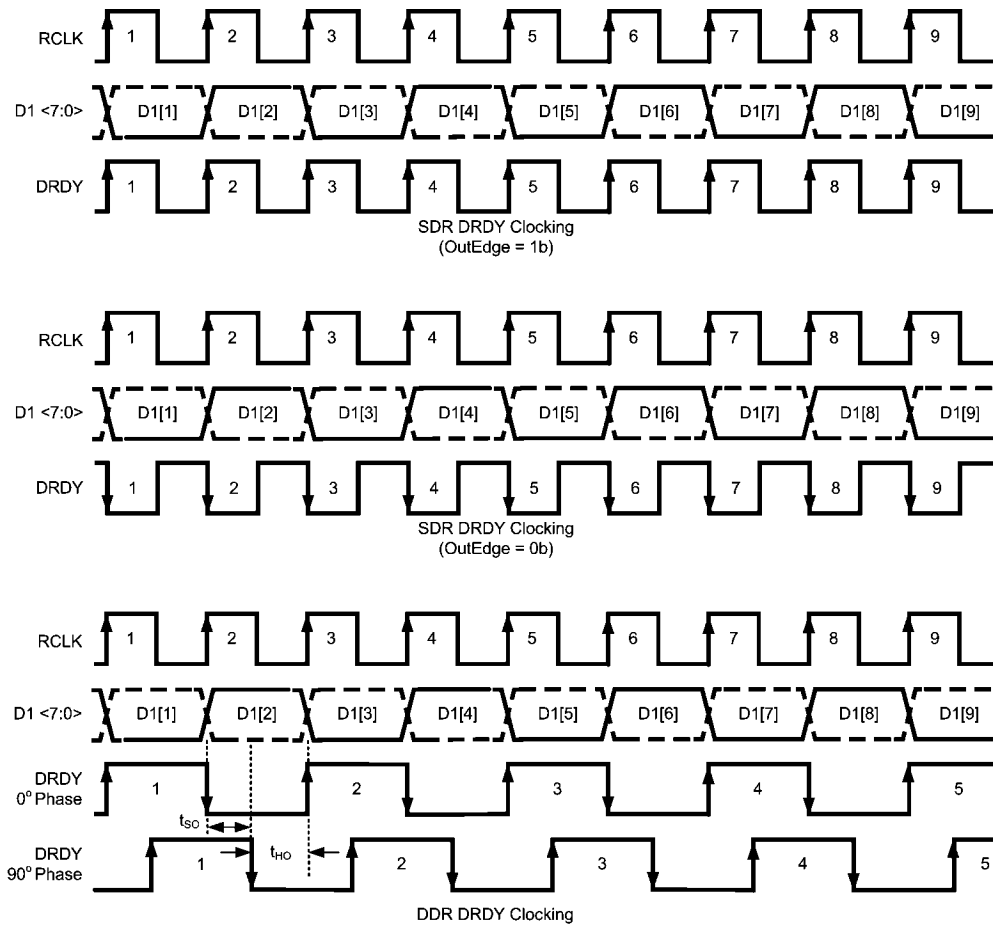 RCLK 1 2 3 4 5 6 7 8 9
D1 <7:0> D1[1] D1[2] D1[3] D1[4] D1[5] D1[6] D1[7] D1[8] D1[9]
DRDY 1 2 3 4 5 6 7 8 9
SDR DRDY Clocking
(OutEdge = 1b)
RCLK 1 2 3 4 5 6 7 8 9
D1 <7:0> D1[1] D1[2] D1[3] D1[4] D1[5] D1[6] D1[7] D1[8] D1[9]
DRDY 1 2 3 4 5 6 7 8 9
SDR DRDY Clocking
(OutEdge = 0b)
RCLK 1 2 3 4 5 6 7 8 9
D1 <7:0> D1[1] D1[2] D1[3] D1[4] D1[5] D1[6] D1[7] D1[8] D1[9]
DRDY
0° Phase 1 2 3 4 5
tSO
tHO
DRDY
90° Phase 1 2 3 4 5
DDR DRDY Clocking